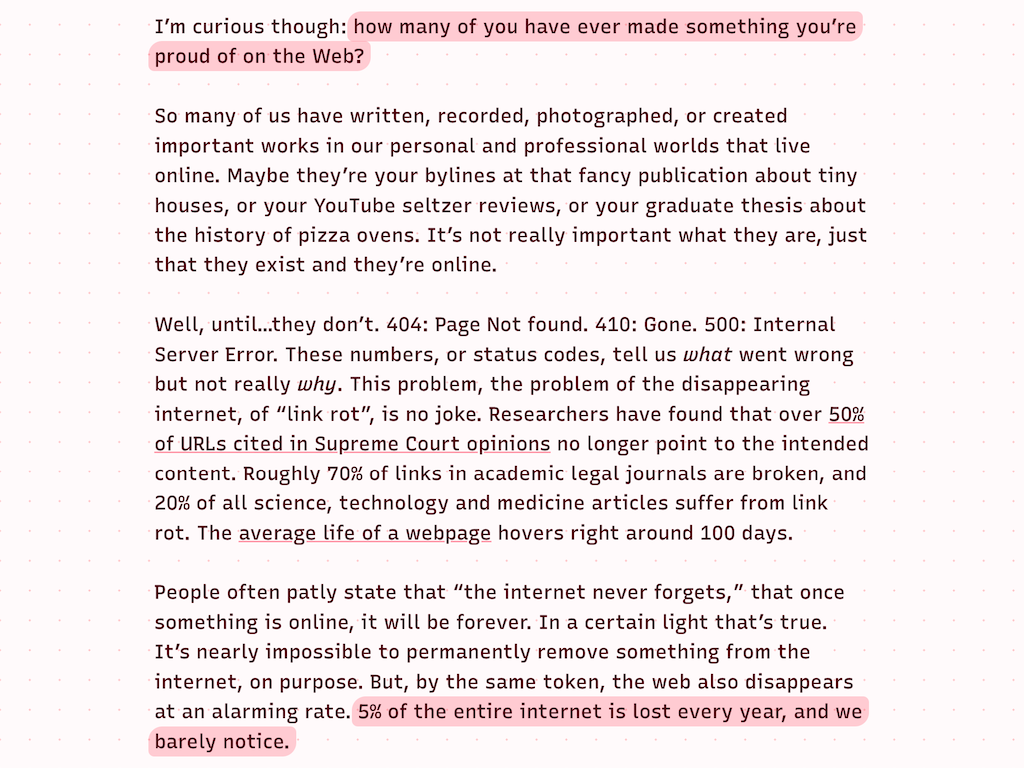 I’m curious though: how many of you have ever made something you’re
proud of on the Web?
So many of us have written, recorded, photographed, or created
important works in our personal and professional worlds that live
online. Maybe they’re your bylines at that fancy publication about tiny
houses, or your YouTube seltzer reviews, or your graduate thesis about
the history of pizza ovens. It’s not really important what they are, just
that they exist and they’re online.
Well, until…they don’t. 404: Page Not found. 410: Gone. 500: Internal
Server Error. These numbers, or status codes, tell us what went wrong
but not really why. This problem, the problem of the disappearing
internet, of “link rot”, is no joke. Researchers have found that over 50%
of URLs cited in Supreme Court opinions no longer point to the intended
content. Roughly 70% of links in academic legal journals are broken, and
20% of all science, technology and medicine articles suffer from link
rot. The average life of a webpage hovers right around 100 days.
People often patly state that “the internet never forgets,” that once
something is online, it will be forever. In a certain light that’s true.
It’s nearly impossible to permanently remove something from the
internet, on purpose. But, by the same token, the web also disappears
at an alarming rate. 5% of the entire internet is lost every year, and we
barely notice.